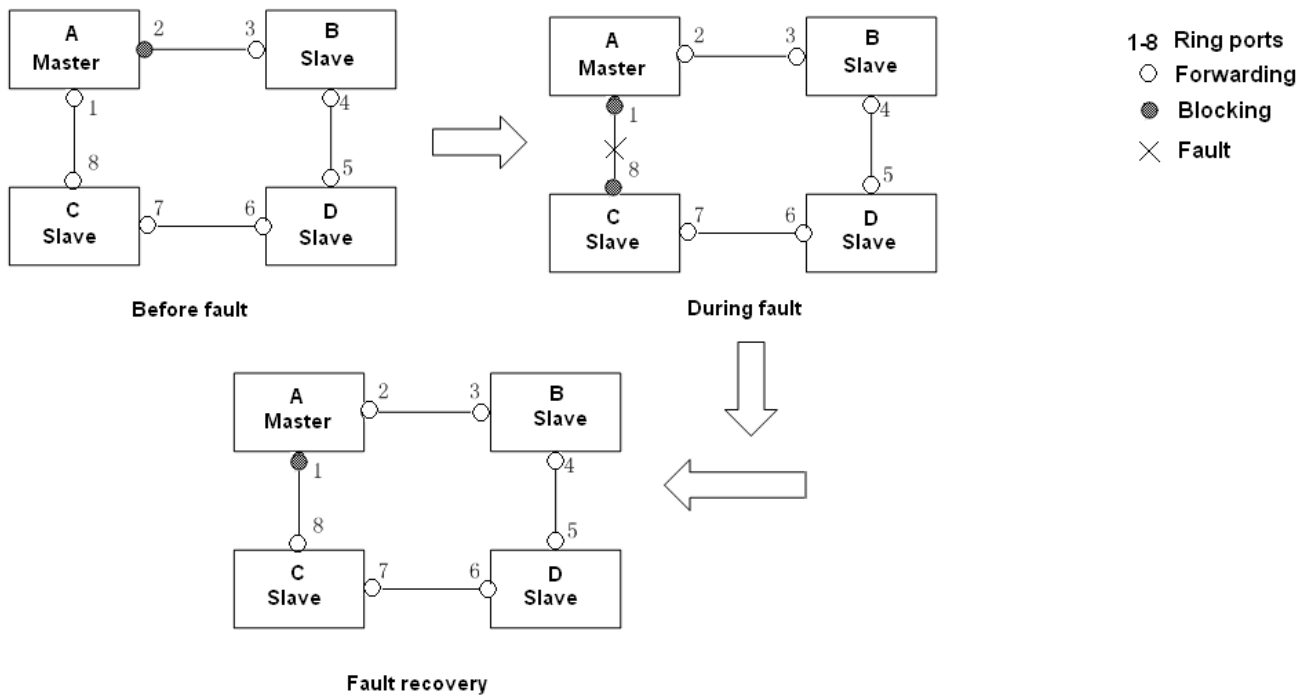 A
Master
2
3
B
Slave
1
4
8
5
C
Slave
7
6
D
Slave
Before fault
A
Master
2
3
B
Slave
1
4
8
5
C
Slave
7
6
D
Slave
During fault
1-8 Ring ports
Forwarding
Blocking
Fault
A
Master
2
3
B
Slave
1
4
8
5
C
Slave
7
6
D
Slave
Fault recovery